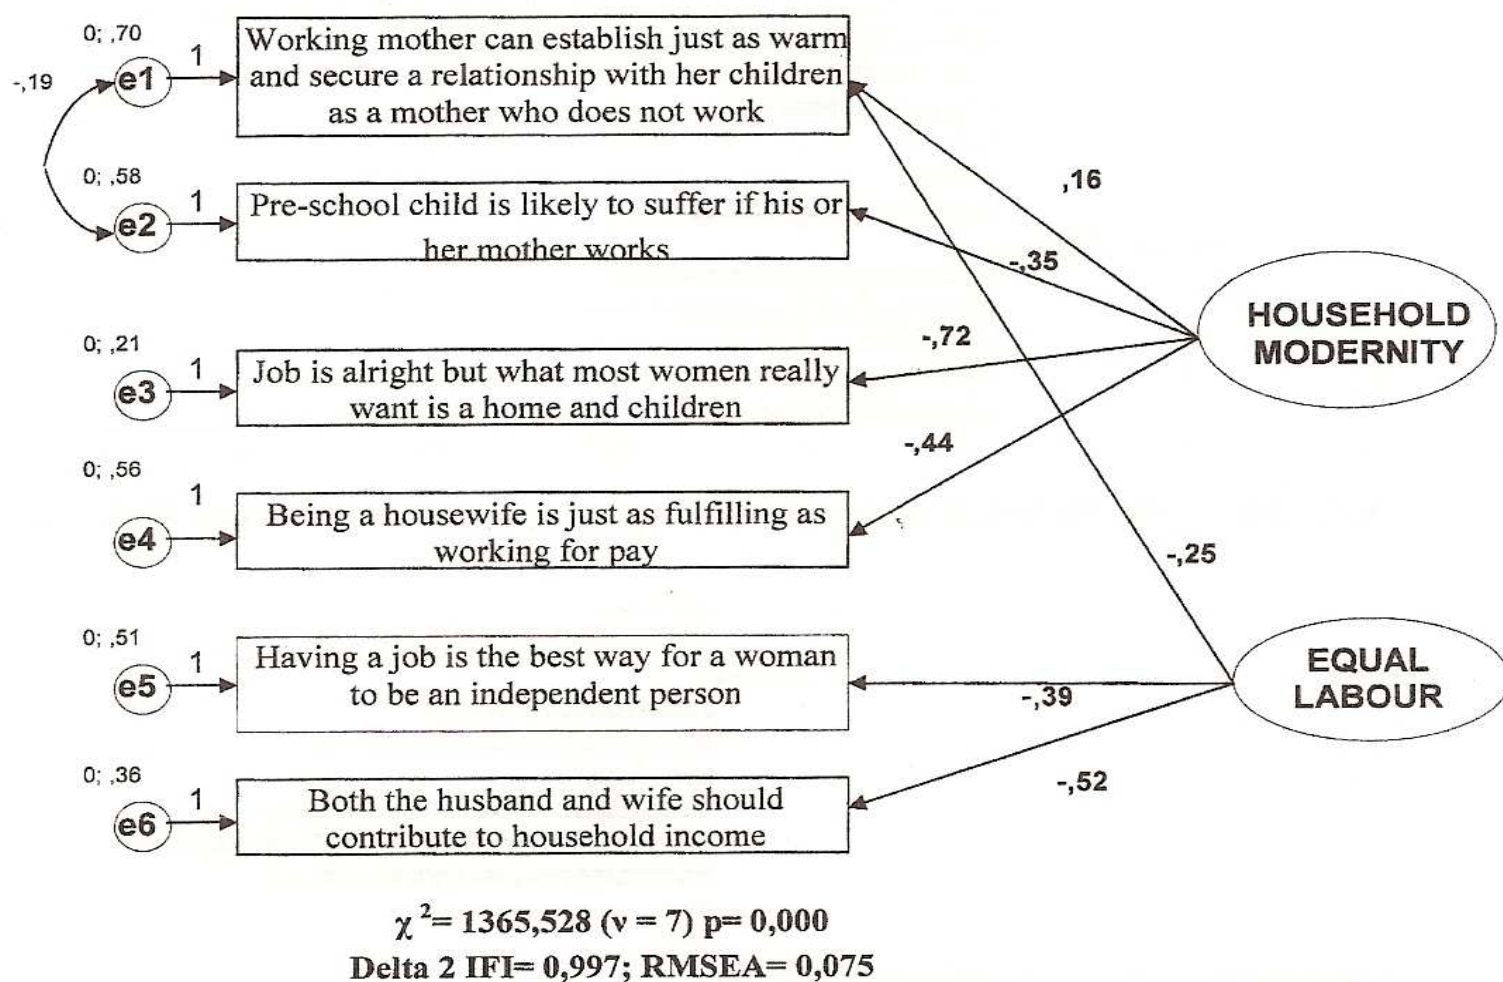 0; ,70
-,19
e1
1
Working mother can establish just as warm
and secure a relationship with her children
as a mother who does not work
0; ,58
e2
1
Pre-school child is likely to suffer if his or
her mother works
0; ,21
e3
1
Job is alright but what most women really
want is a home and children
0; ,56
e4
1
Being a housewife is just as fulfilling as
working for pay
0; ,51
e5
1
Having a job is the best way for a woman
to be an independent person
0; ,36
e6
1
Both the husband and wife should
contribute to household income
,16
-,35
-,72
-,44
-,25
-,39
-,52
HOUSEHOLD
MODERNITY
EQUAL
LABOUR
χ²= 1365,528 (ν = 7) p= 0,000
Delta 2 IFI= 0,997; RMSEA= 0,075